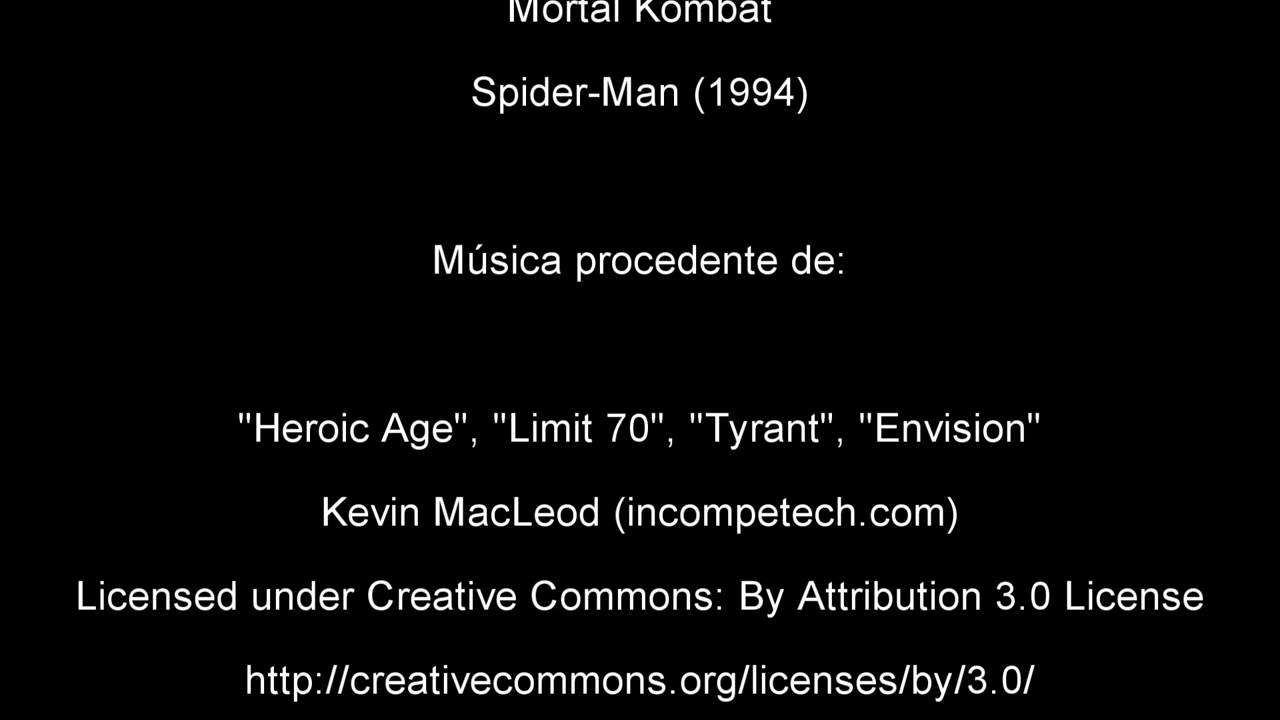 Mortal Kombat
Spider-Man (1994)
Música procedente de:
"Heroic Age", "Limit 70", "Tyrant", "Envision"
Kevin MacLeod (incompetech.com)
Licensed under Creative Commons: By Attribution 3.0 License
http://creativecommons.org/licenses/by/3.0/